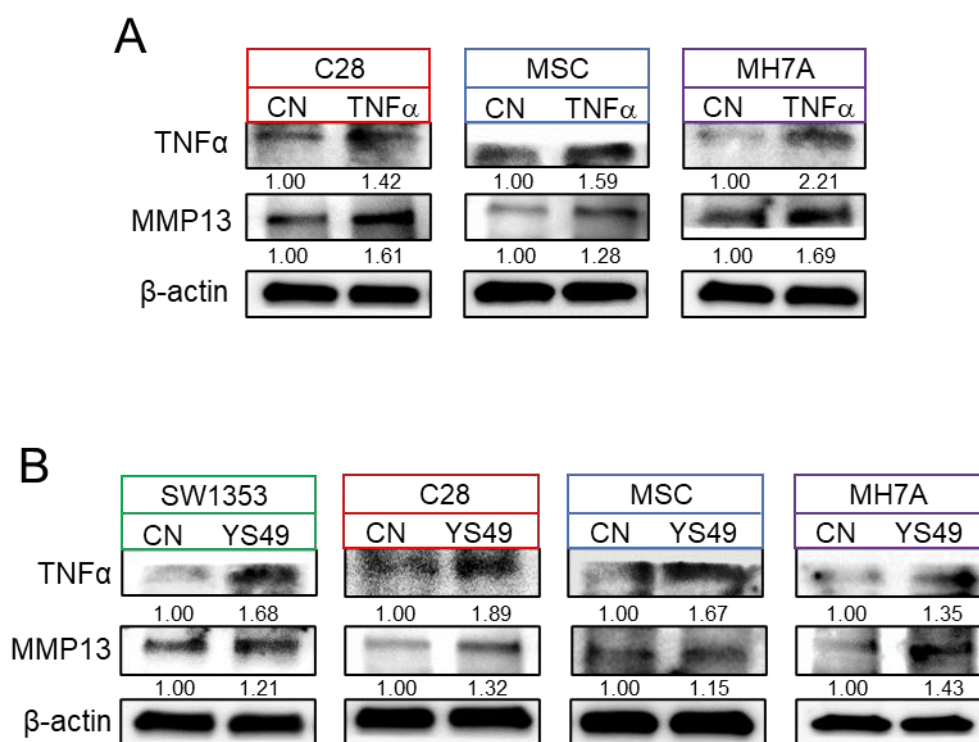 A
C28 MSC MH7A
CN TNFα CN TNFα CN TNFα
TNFα
1.00 1.42 1.00 1.59 1.00 2.21
MMP13
1.00 1.61 1.00 1.28 1.00 1.69
β-actin
B
SW1353 C28 MSC MH7A
CN YS49 CN YS49 CN YS49 CN YS49
TNFα
1.00 1.68 1.00 1.89 1.00 1.67 1.00 1.35
MMP13
1.00 1.21 1.00 1.32 1.00 1.15 1.00 1.43
β-actin